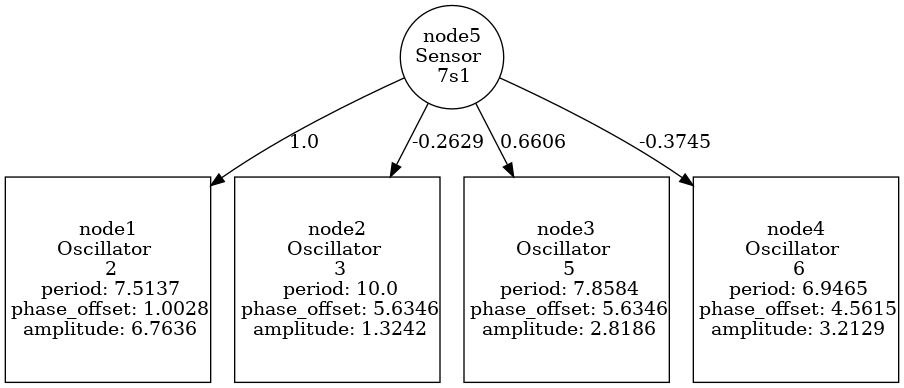 node5
Sensor
7s1
1.0
-0.2629
0.6606
-0.3745
node1
Oscillator
2
period: 7.5137
phase_offset: 1.0028
amplitude: 6.7636
node2
Oscillator
3
period: 10.0
phase_offset: 5.6346
amplitude: 1.3242
node3
Oscillator
5
period: 7.8584
phase_offset: 5.6346
amplitude: 2.8186
node4
Oscillator
6
period: 6.9465
phase_offset: 4.5615
amplitude: 3.2129